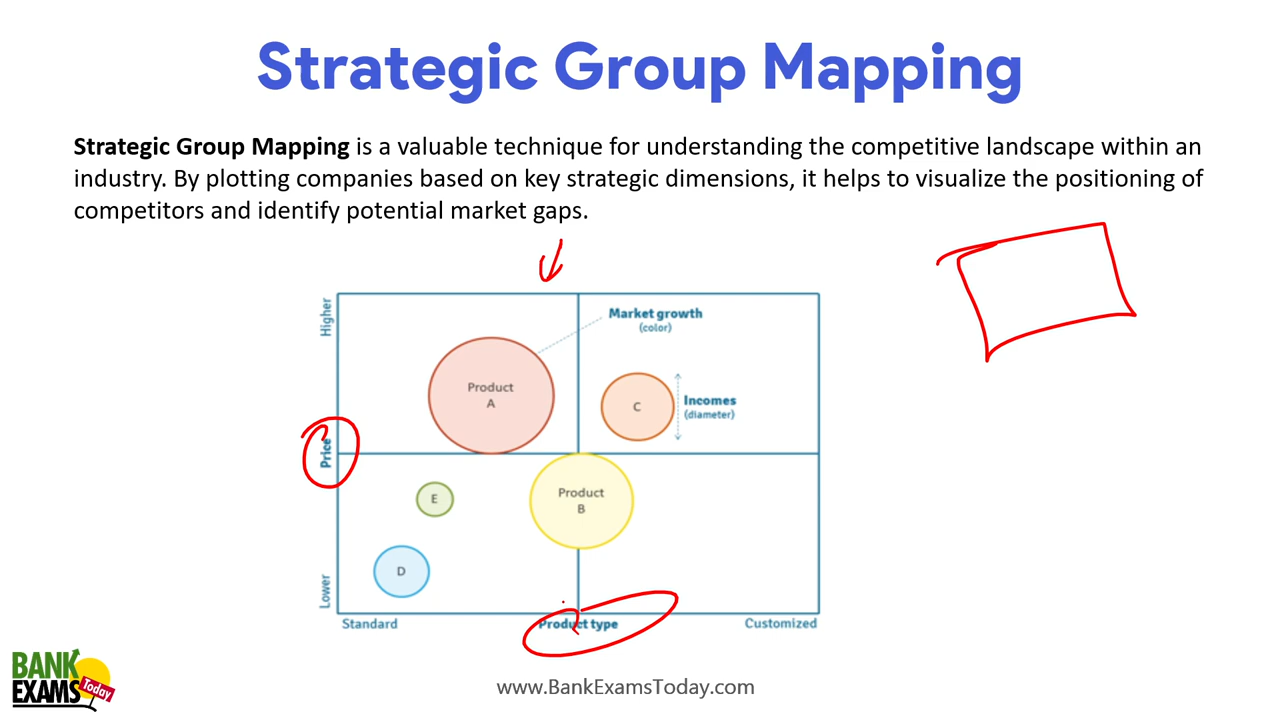 Strategic Group Mapping
Strategic Group Mapping is a valuable technique for understanding the competitive landscape within an
industry. By plotting companies based on key strategic dimensions, it helps to visualize the positioning of
competitors and identify potential market gaps.
Higher
Price
Lower
Market growth
(color)
Product
A
C
Incomes
(diameter)
E
Product
B
D
Standard
Product type
Customized
BANK
EXAMS
Today
www.BankExamsToday.com